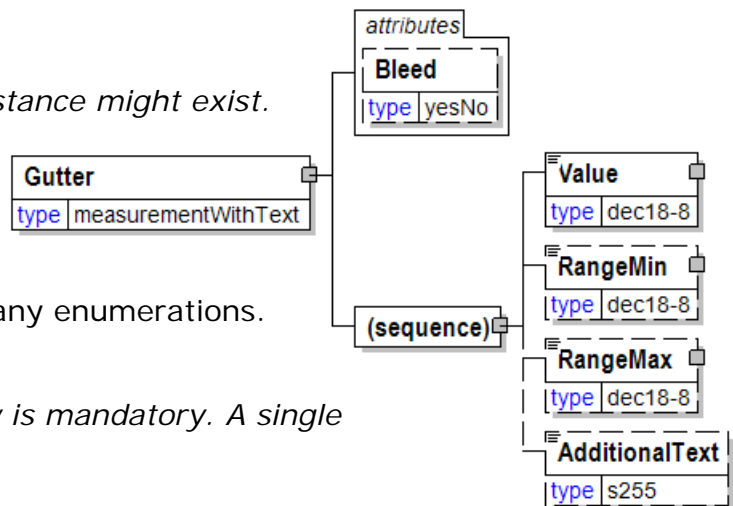 attributes
Bleed
type yesNo
stance might exist.
Gutter
type measurementWithText
Value
type dec18-8
RangeMin
type dec18-8
any enumerations.
(sequence)
RangeMax
type dec18-8
y is mandatory. A single
AdditionalText
type s255